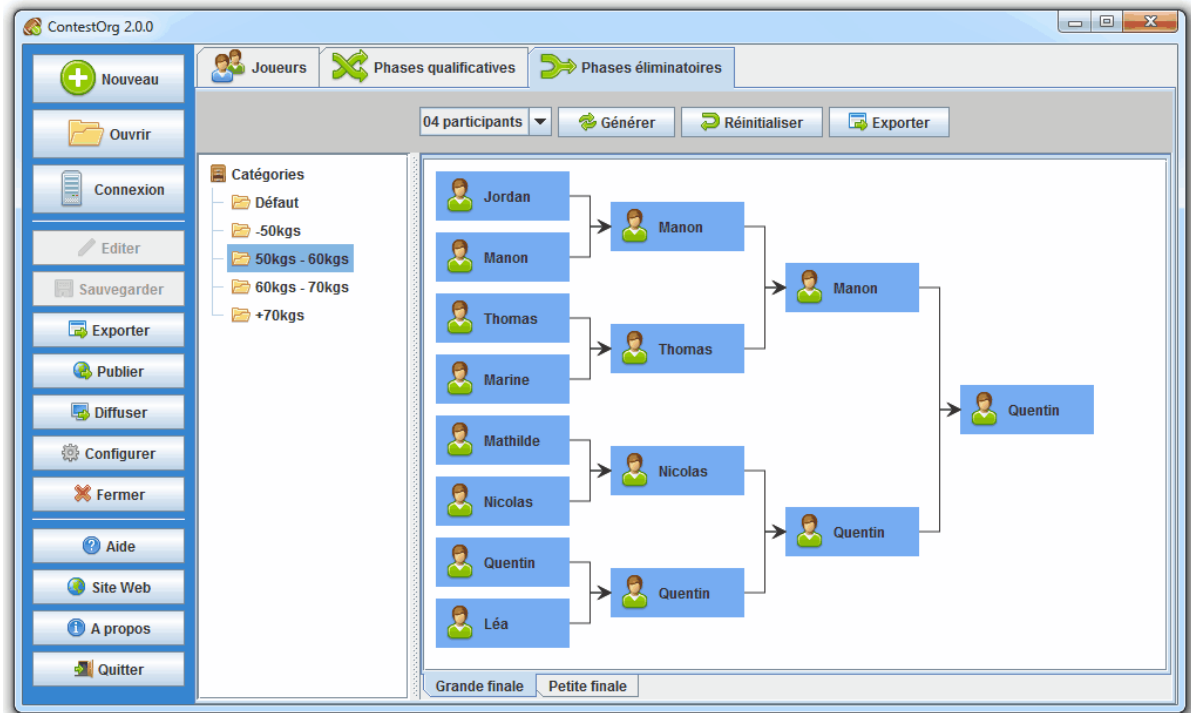 ContestOrg 2.0.0
Nouveau
Ouvrir
Connexion
Editer
Sauvegarder
Exporter
Publier
Diffuser
Configurer
Fermer
Aide
Site Web
A propos
Quitter
Joueurs
Phases qualificatives
Phases éliminatoires
04 participants
Générer
Réinitialiser
Exporter
Catégories
Défaut
-50kgs
50kgs - 60kgs
60kgs - 70kgs
+70kgs
Jordan
Manon
Thomas
Marine
Mathilde
Nicolas
Quentin
Léa
Manon
Thomas
Nicolas
Quentin
Manon
Quentin
Quentin
Grande finale
Petite finale